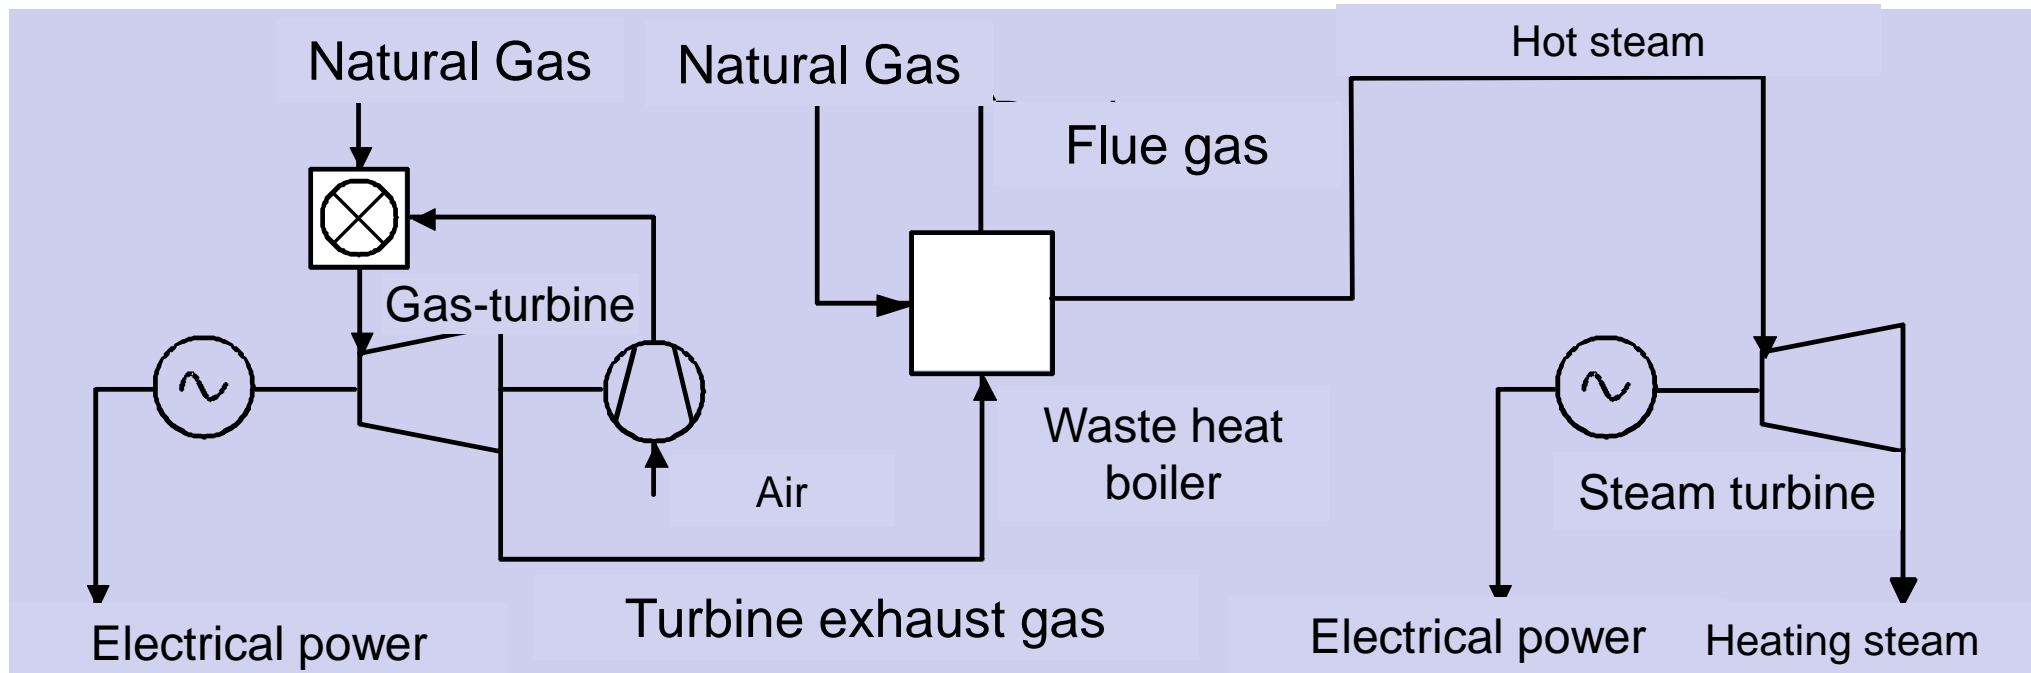 Natural Gas
Natural Gas
Hot steam
Flue gas
Gas-turbine
Waste heat
boiler
Air
Steam turbine
Turbine exhaust gas
Electrical power
Electrical power
Heating steam